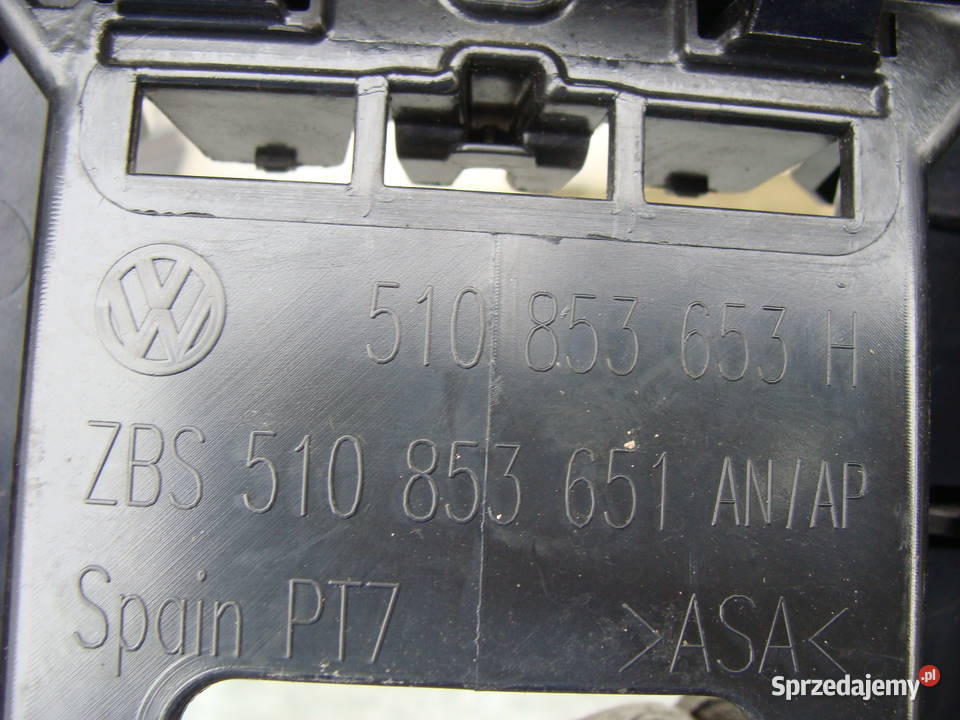 510 853 653 H
ZBS 510 853 651 AN/AP
Spain PT7 >ASA<
Sprzedajemy.pl